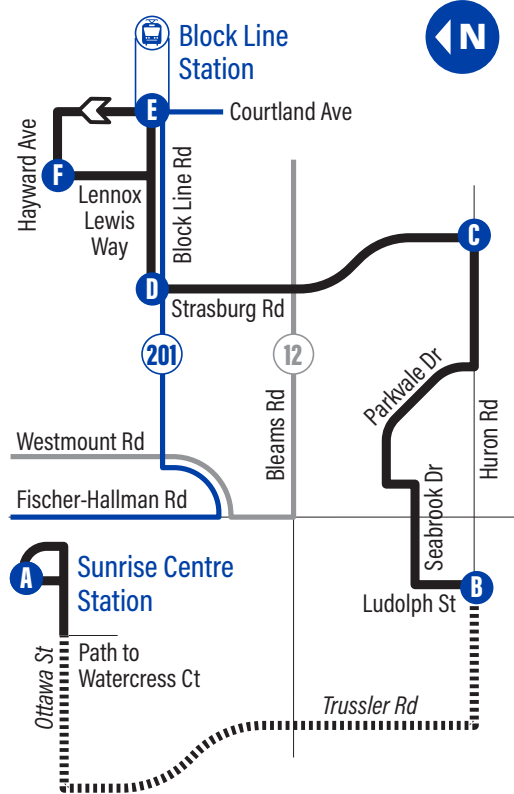 Block Line
Station
N
E
Courtland Ave
Hayward Ave
F
Lennox
Lewis
Way
Block Line Rd
C
D
Strasburg Rd
201
12
Parkvale Dr
Bleams Rd
Huron Rd
Westmount Rd
Fischer-Hallman Rd
Seabrook Dr
A
Sunrise Centre
Station
B
Ludolph St
Ottawa St
Path to
Watercress Ct
Trussler Rd